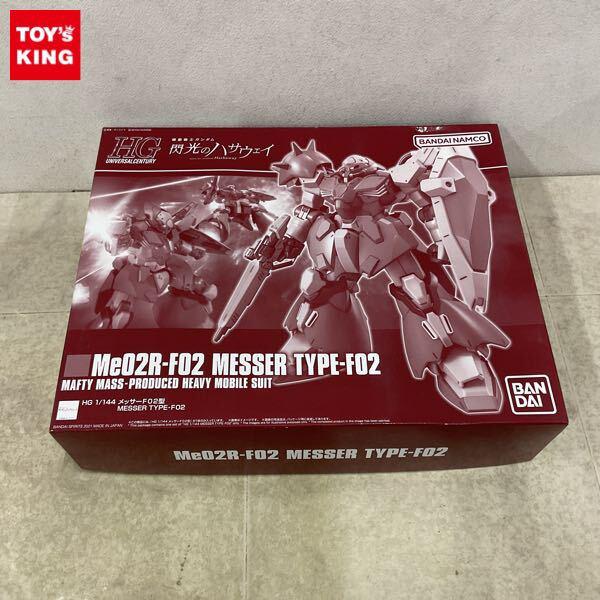 TOY's
KING
HG
UNIVERSAL CENTURY
機動戦士ガンダム
閃光のハサウェイ
Hathaway
BANDAI NAMCO
Me02R-F02 MESSER TYPE-F02
MAFTY MASS-PRODUCED HEAVY MOBILE SUIT
HG 1/144 メッサーF02型
MESSER TYPE-F02
BAN
DAI
BANDAI SPIRITS 2021 MADE IN JAPAN
Me02R-F02 MESSER TYPE-F02